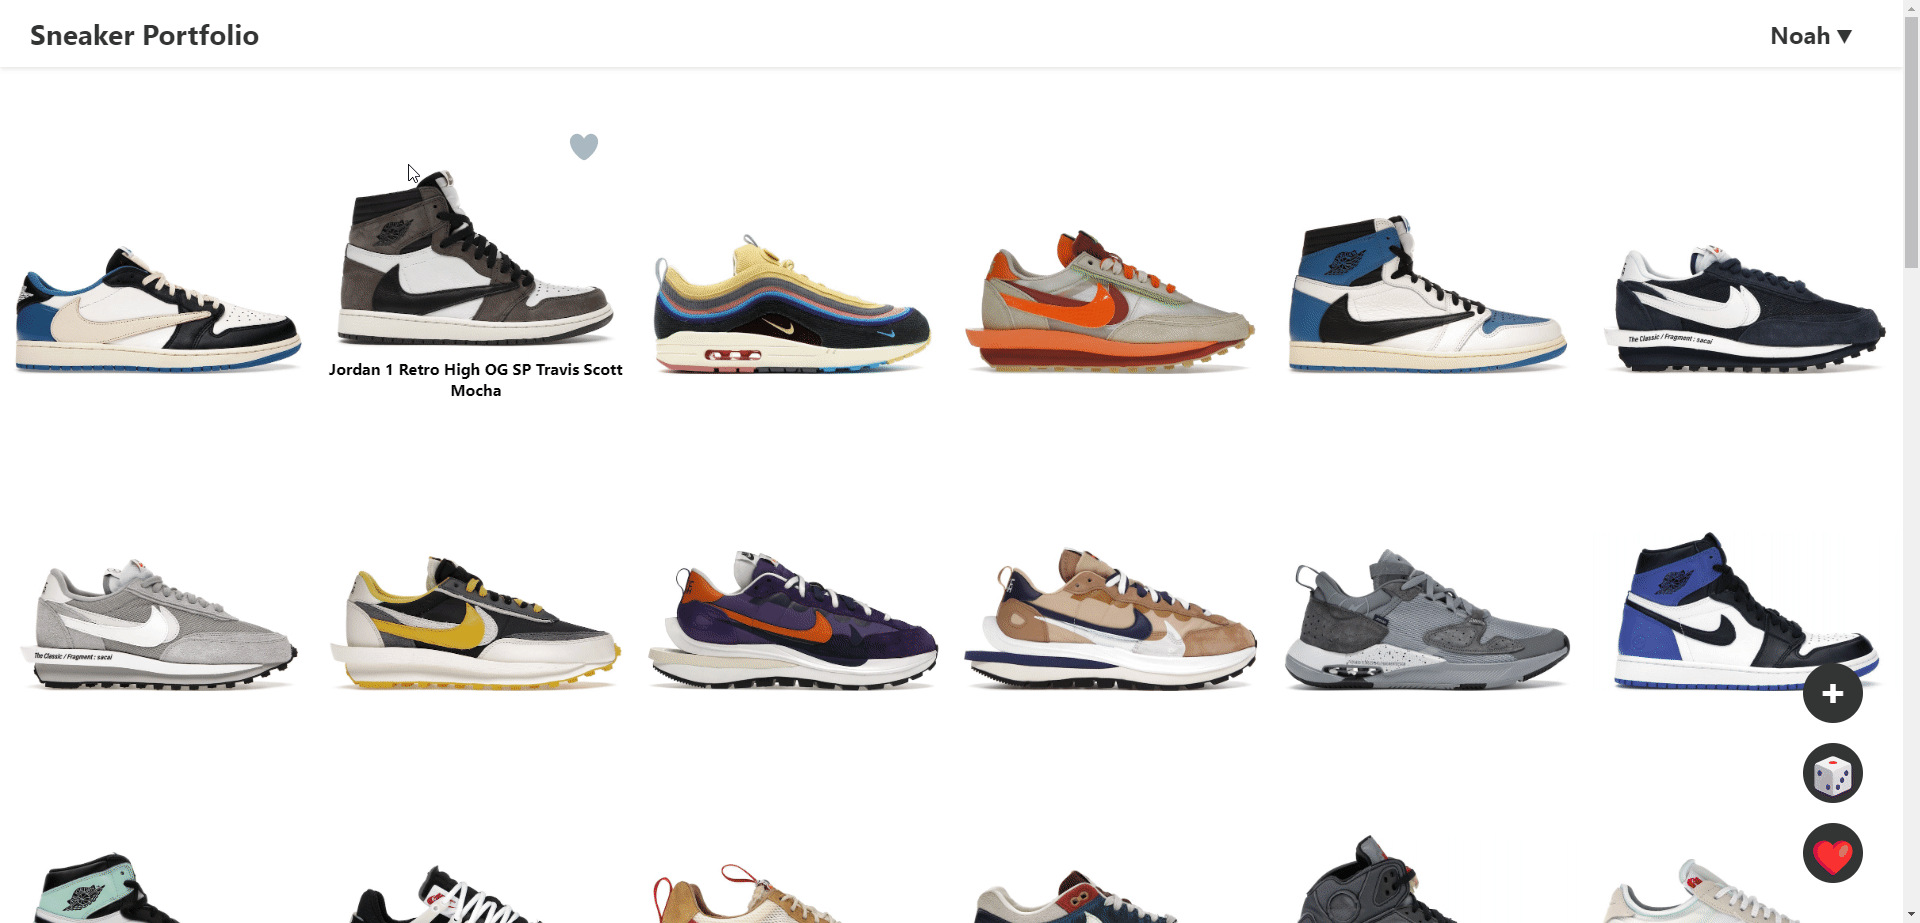 Sneaker Portfolio
Noah ▼
Jordan 1 Retro High OG SP Travis Scott
Mocha
The Classic / Fragment : sacai
The Classic / Fragment : sacai
+